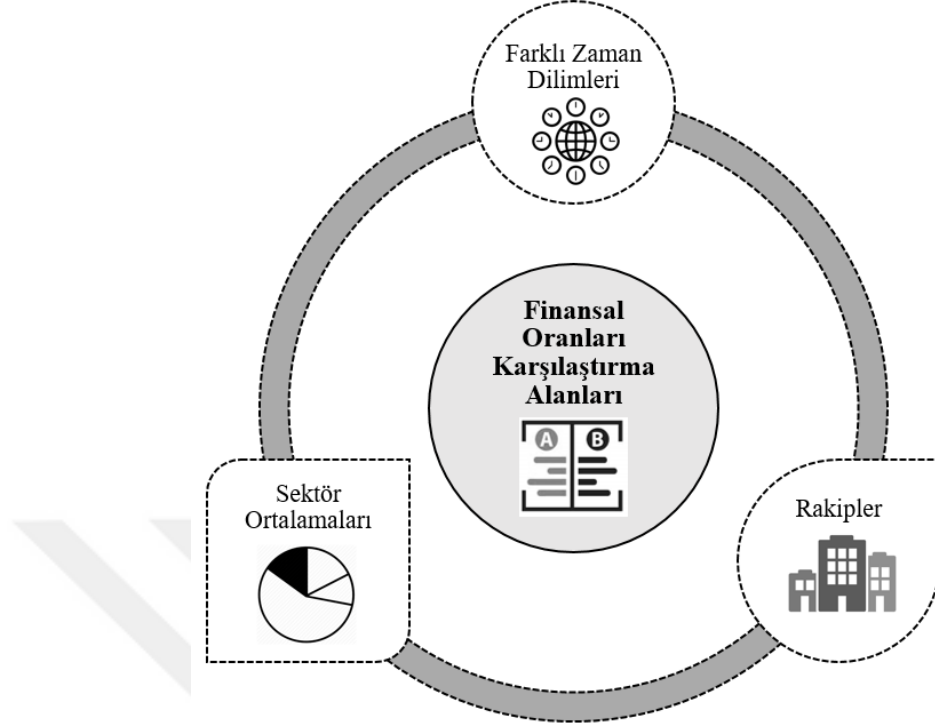 Farklı Zaman
Dilimleri
Finansal
Oranları
Karşılaştırma
Alanları
A B
Sektör
Ortalamaları
Rakipler